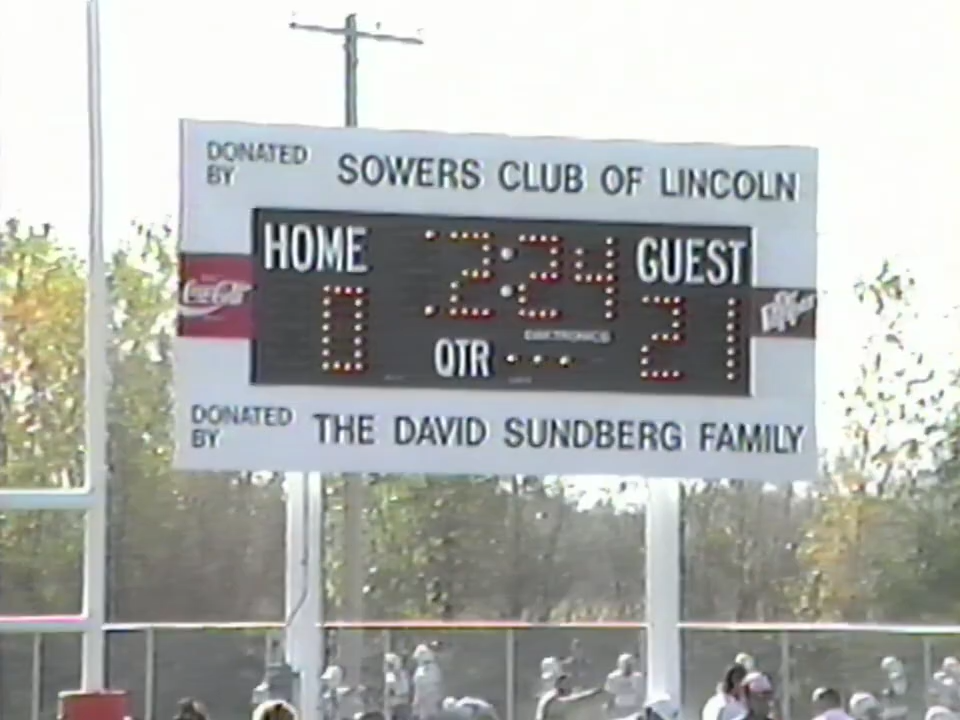 DONATED
BY
SOWERS CLUB OF LINCOLN
HOME
2:24
GUEST
Coca-Cola
0
ELECTRONICS
21
Dr Pepper
QTR
DONATED
BY
THE DAVID SUNDBERG FAMILY